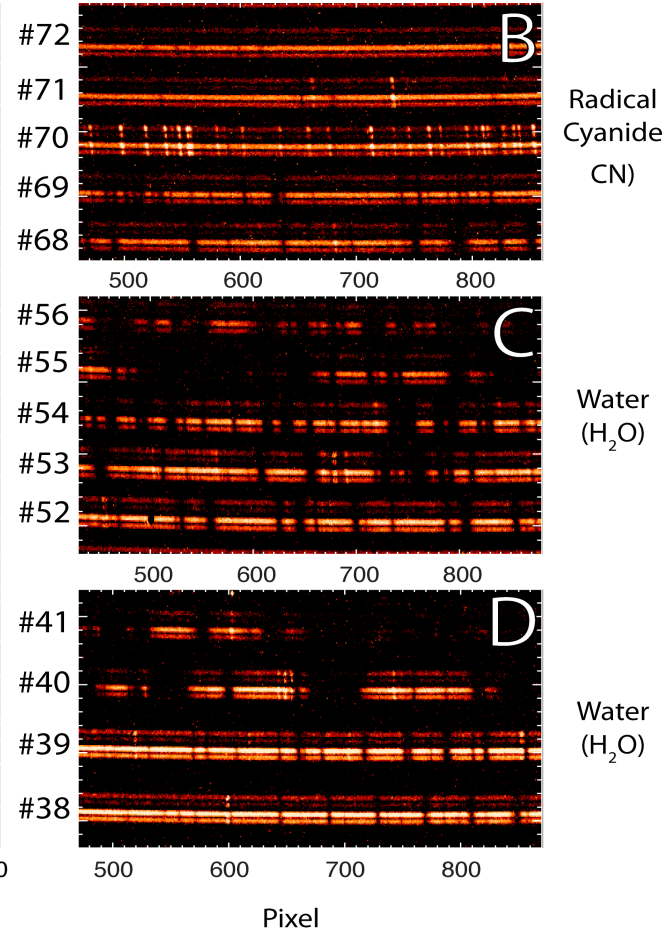 #72
B
#71
Radical
Cyanide
CN)
#70
#69
#68
500 600 700 800
#56
C
#55
Water
(H₂O)
#54
#53
#52
500 600 700 800
#41
D
#40
Water
(H₂O)
#39
#38
0 500 600 700 800
Pixel